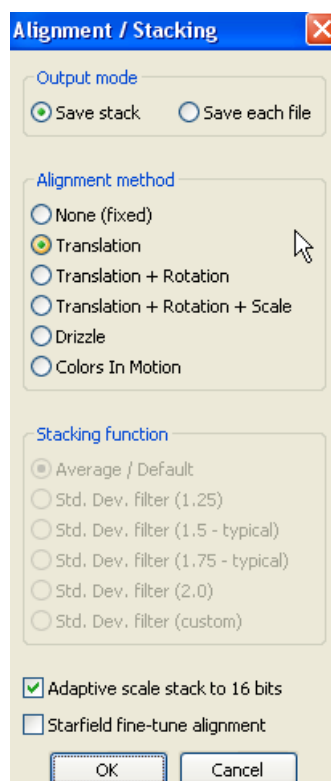 Alignment / Stacking
Output mode
Save stack Save each file
Alignment method
None (fixed)
Translation
Translation + Rotation
Translation + Rotation + Scale
Drizzle
Colors In Motion
Stacking function
Average / Default
Std. Dev. filter (1.25)
Std. Dev. filter (1.5 - typical)
Std. Dev. filter (1.75 - typical)
Std. Dev. filter (2.0)
Std. Dev. filter (custom)
Adaptive scale stack to 16 bits
Starfield fine-tune alignment
OK Cancel